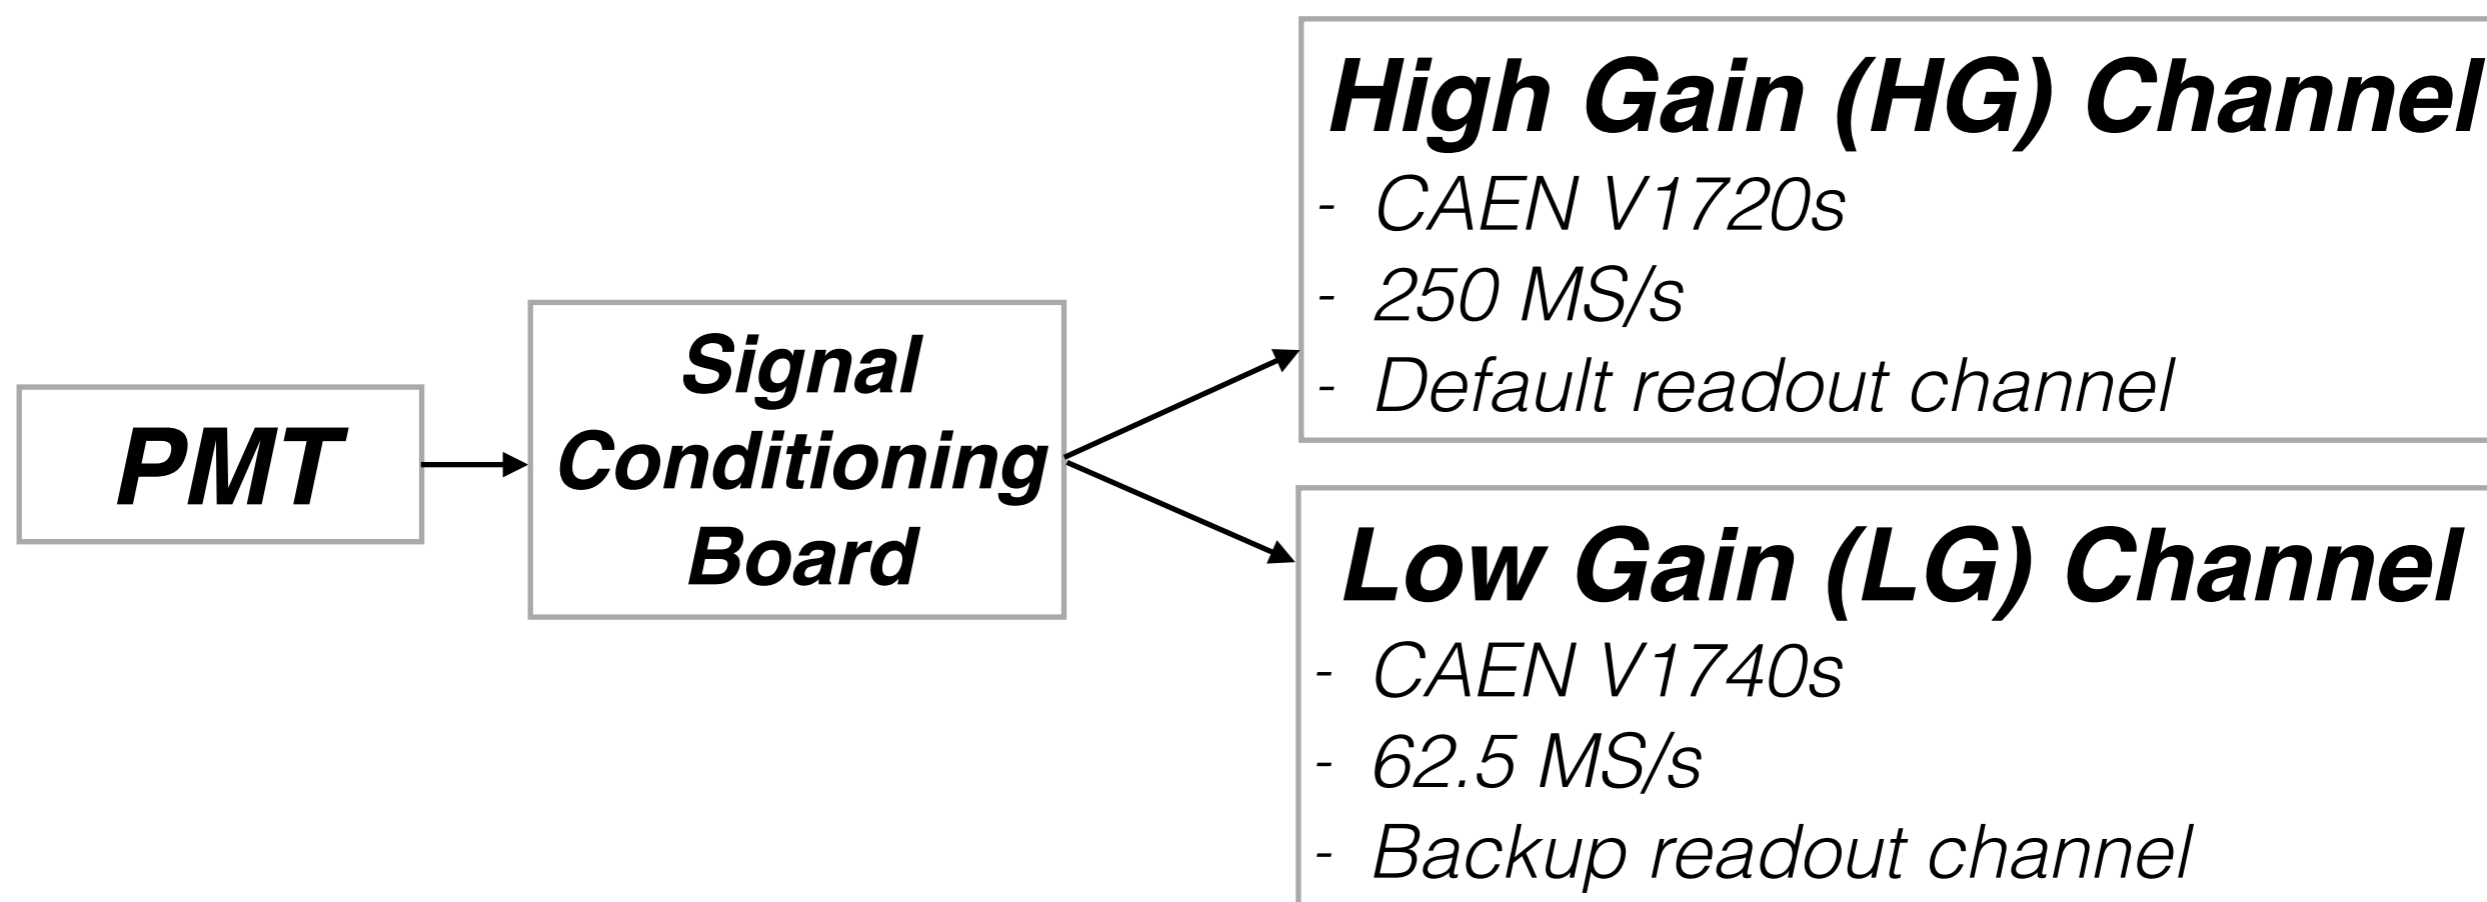 PMT
Signal
Conditioning
Board
High Gain (HG) Channel
- CAEN V1720s
- 250 MS/s
- Default readout channel
Low Gain (LG) Channel
- CAEN V1740s
- 62.5 MS/s
- Backup readout channel